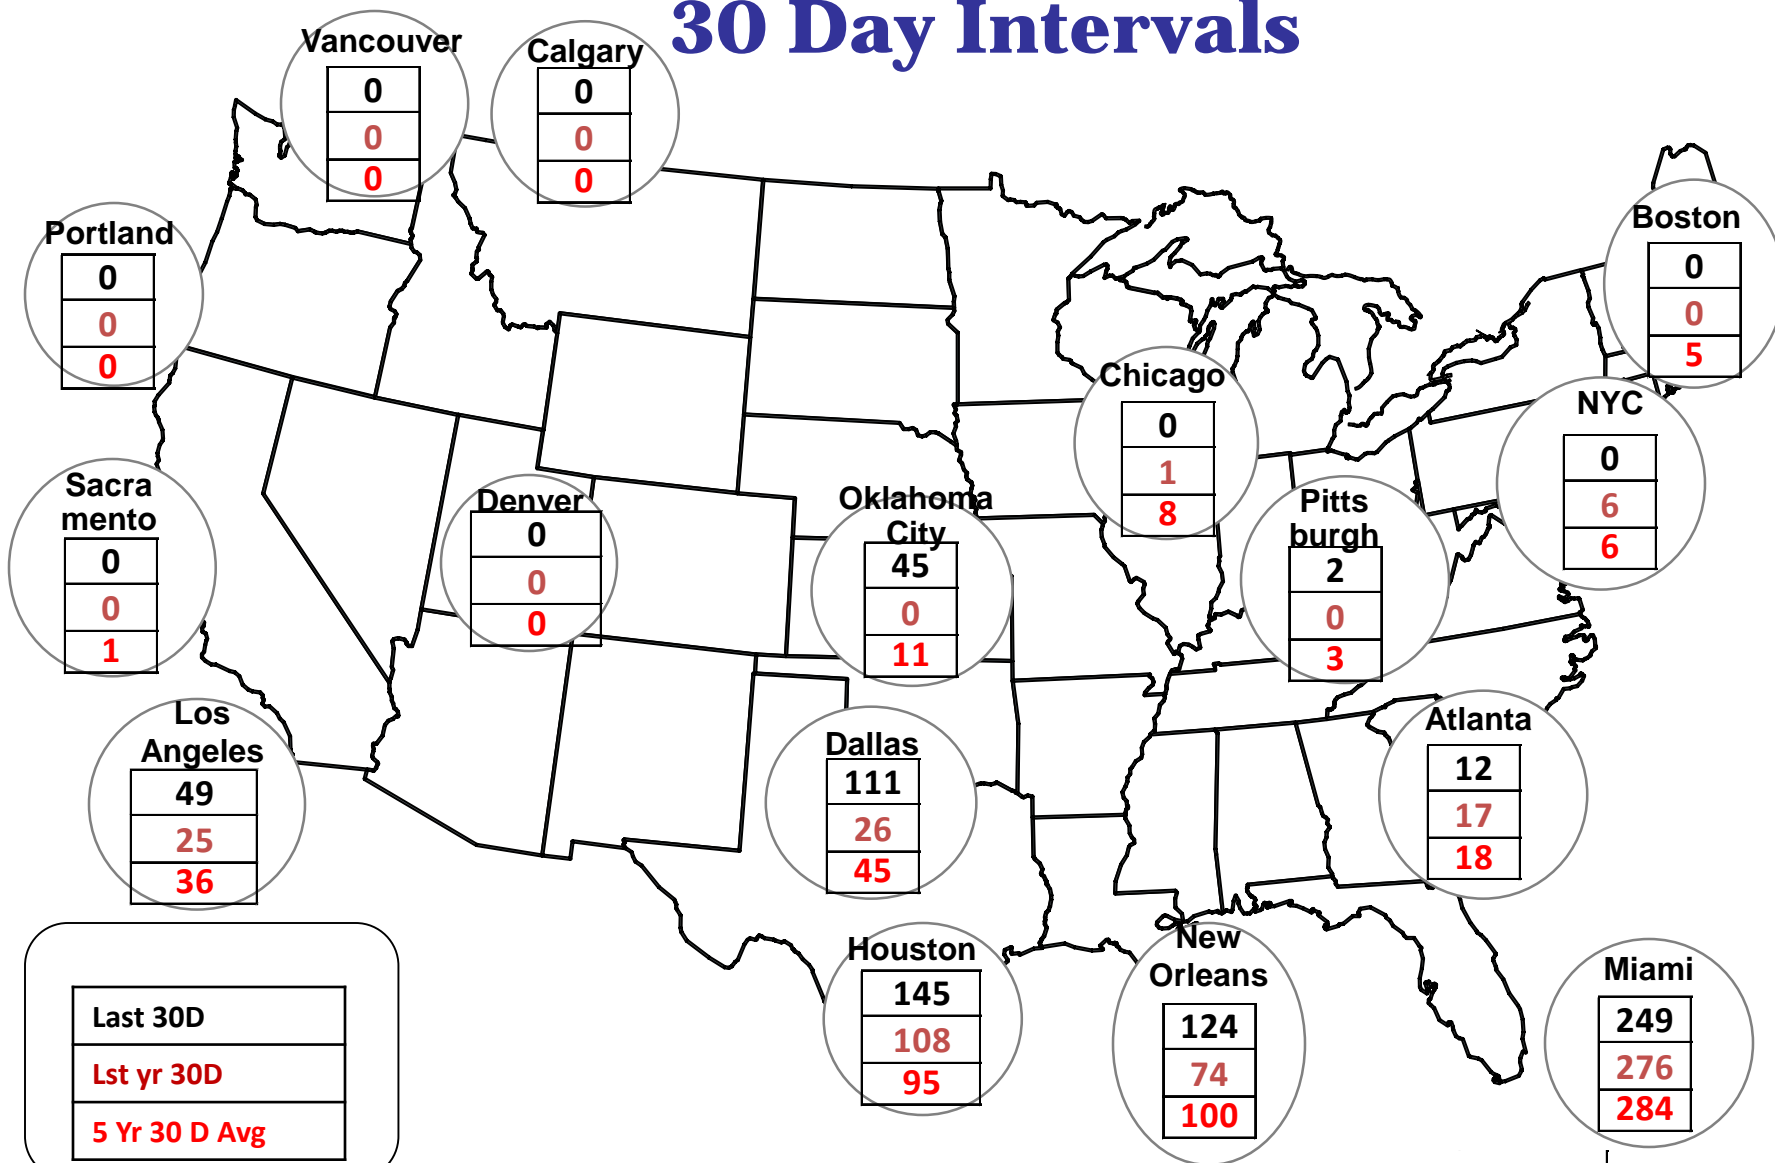 30 Day Intervals
Vancouver
0
0
0
Calgary
0
0
0
Portland
0
0
0
Boston
0
0
5
Chicago
0
1
8
NYC
0
6
6
Sacra
mento
0
0
1
Denver
0
0
0
Oklahoma
City
45
0
11
Pitts
burgh
2
0
3
Los
Angeles
49
25
36
Dallas
111
26
45
Atlanta
12
17
18
Houston
145
108
95
New
Orleans
124
74
100
Miami
249
276
284
Last 30D
Lst yr 30D
5 Yr 30 D Avg